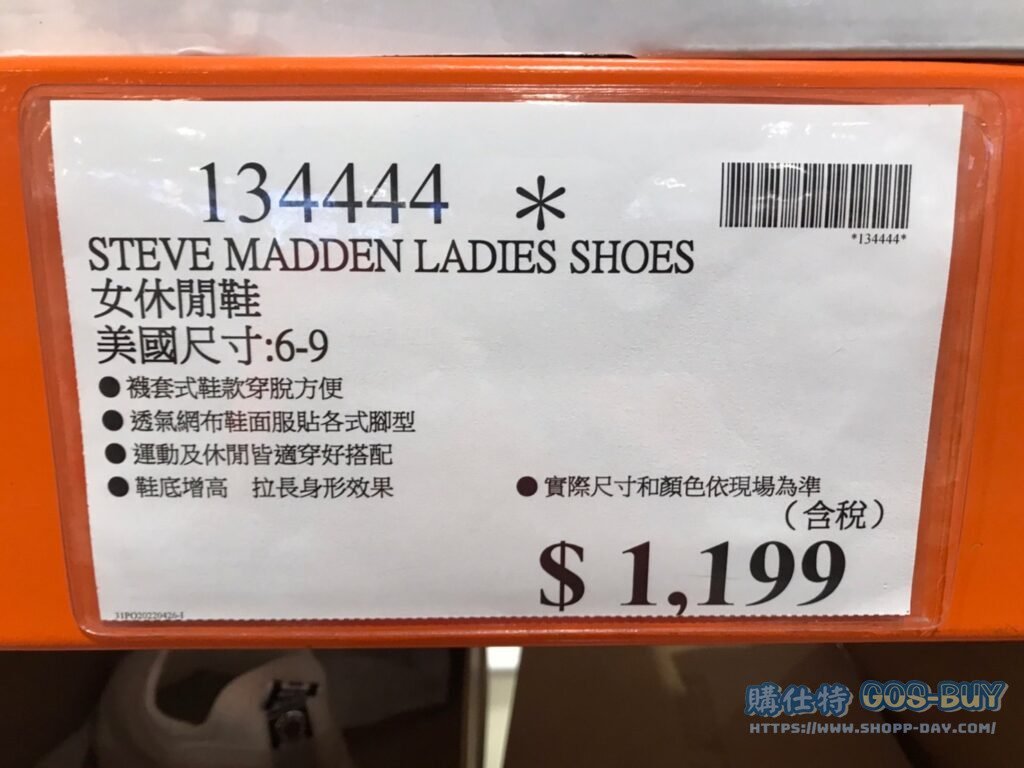 134444 *
*134444*
STEVE MADDEN LADIES SHOES
女休閒鞋
美國尺寸:6-9
● 襪套式鞋款穿脫方便
● 透氣網布鞋面服貼各式腳型
● 運動及休閒皆適穿好搭配
● 鞋底增高 拉長身形效果
● 實際尺寸和顏色依現場為準
（含稅）
$ 1,199
31PO20220426-1
購仕特 GOS-BUY
HTTPS://WWW.SHOPP-DAY.COM/